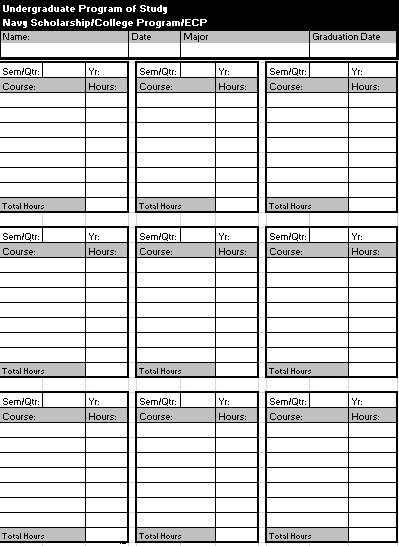 Undergraduate Program of Study
Navy Scholarship/College Program/ECP
Name: Date Major Graduation Date
Sem/Qtr: Yr: Sem/Qtr: Yr: Sem/Qtr: Yr:
Course: Hours: Course: Hours: Course: Hours:
Total Hours Total Hours Total Hours
Sem/Qtr: Yr: Sem/Qtr: Yr: Sem/Qtr: Yr:
Course: Hours: Course: Hours: Course: Hours:
Total Hours Total Hours Total Hours
Sem/Qtr: Yr: Sem/Qtr: Yr: Sem/Qtr: Yr:
Course: Hours: Course: Hours: Course: Hours:
Total Hours Total Hours Total Hours